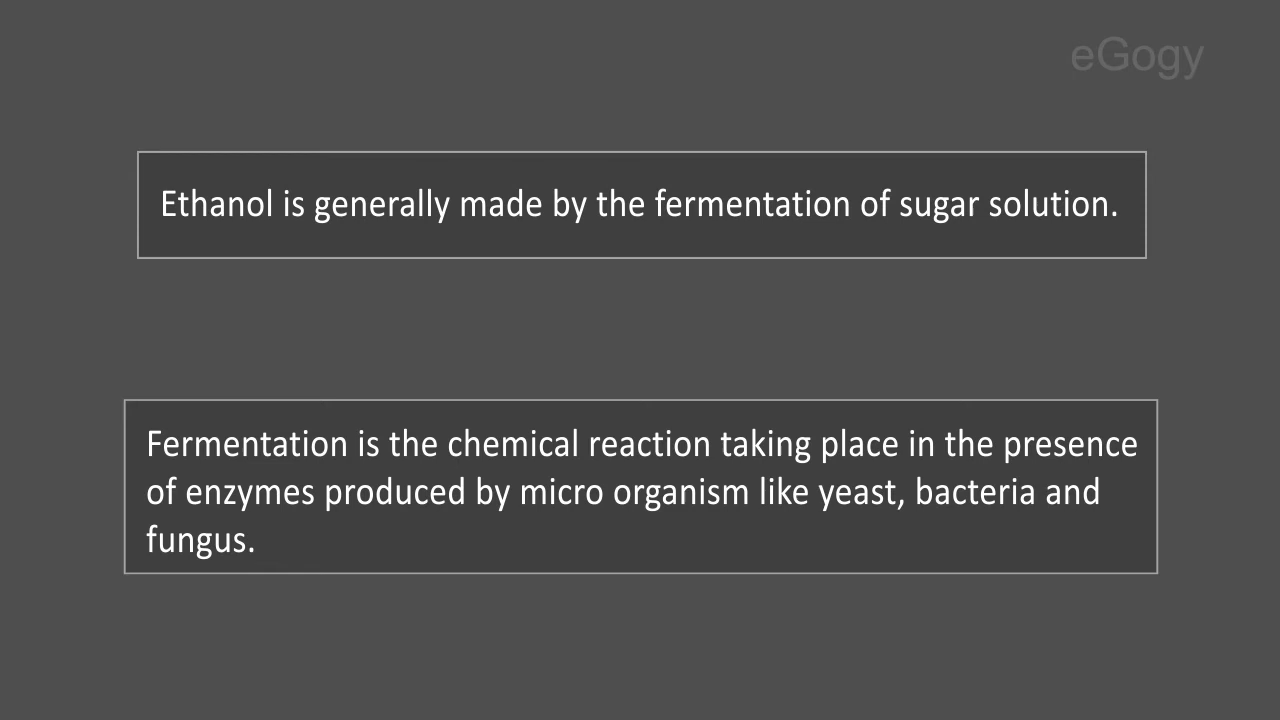 eGogy
Ethanol is generally made by the fermentation of sugar solution.
Fermentation is the chemical reaction taking place in the presence
of enzymes produced by micro organism like yeast, bacteria and
fungus.